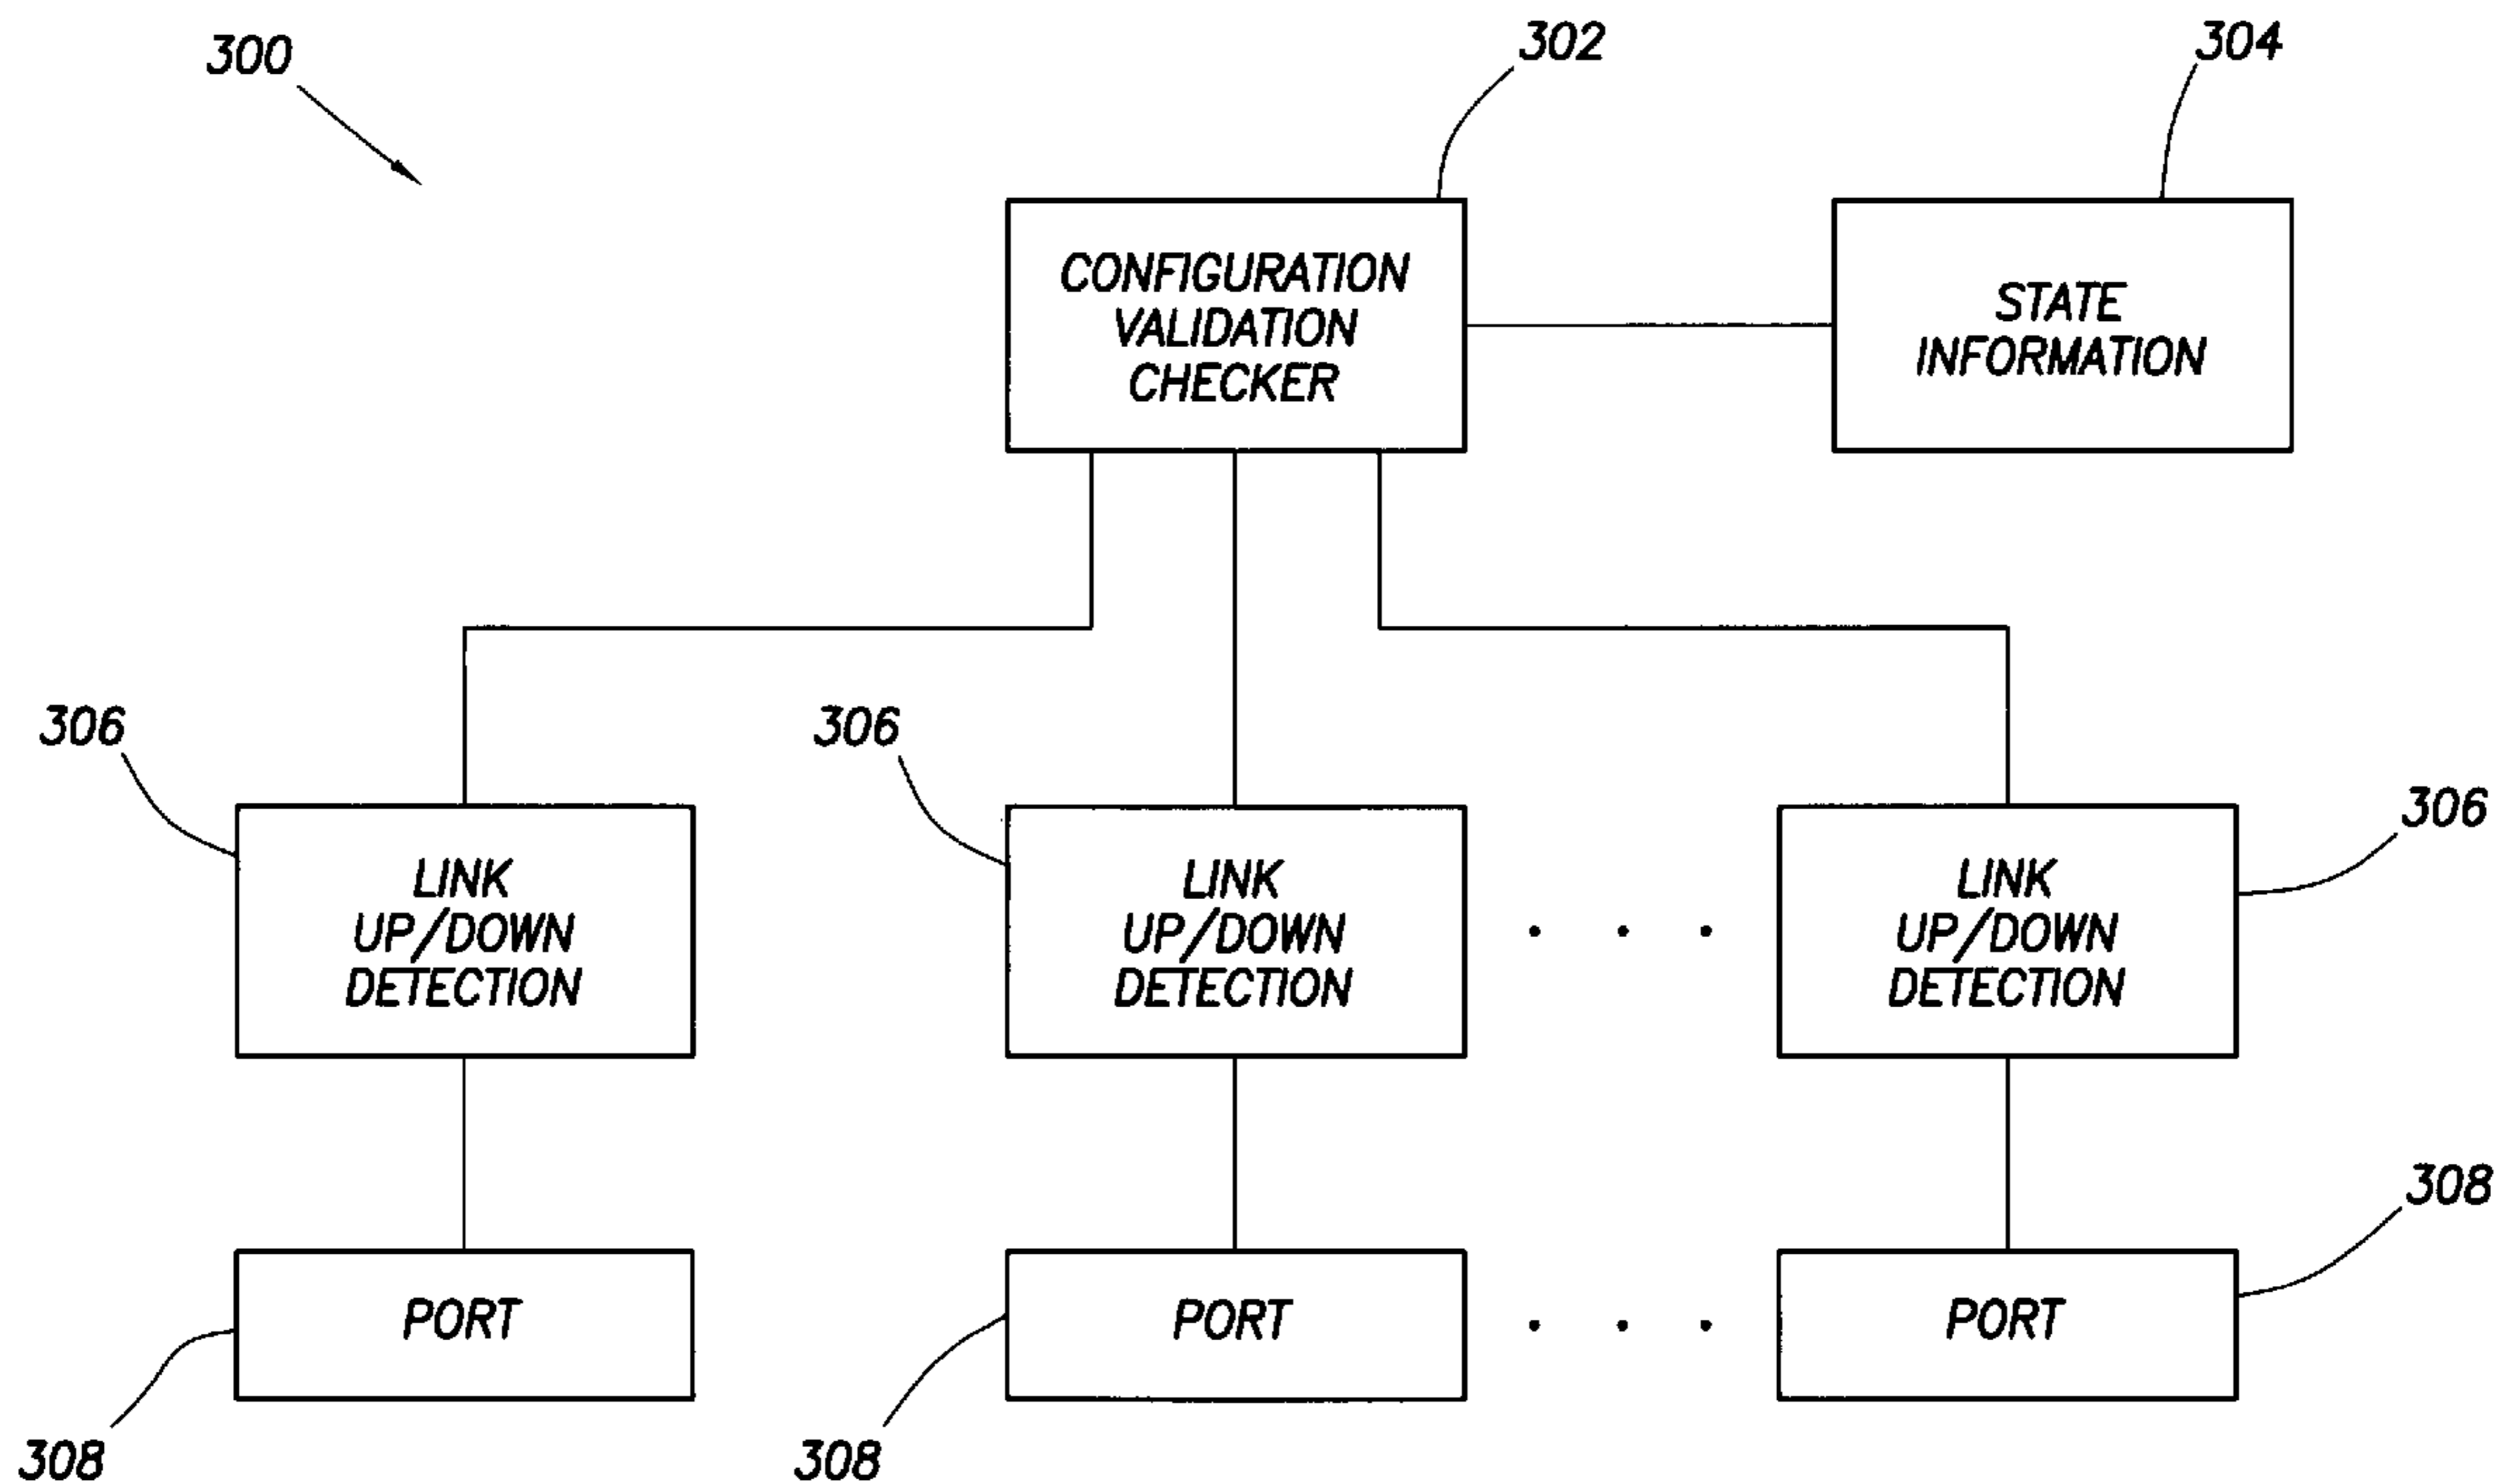 300
302
304
CONFIGURATION
VALIDATION
CHECKER
STATE
INFORMATION
306
306
306
LINK
UP/DOWN
DETECTION
LINK
UP/DOWN
DETECTION
LINK
UP/DOWN
DETECTION
308
PORT
PORT
PORT
308
308